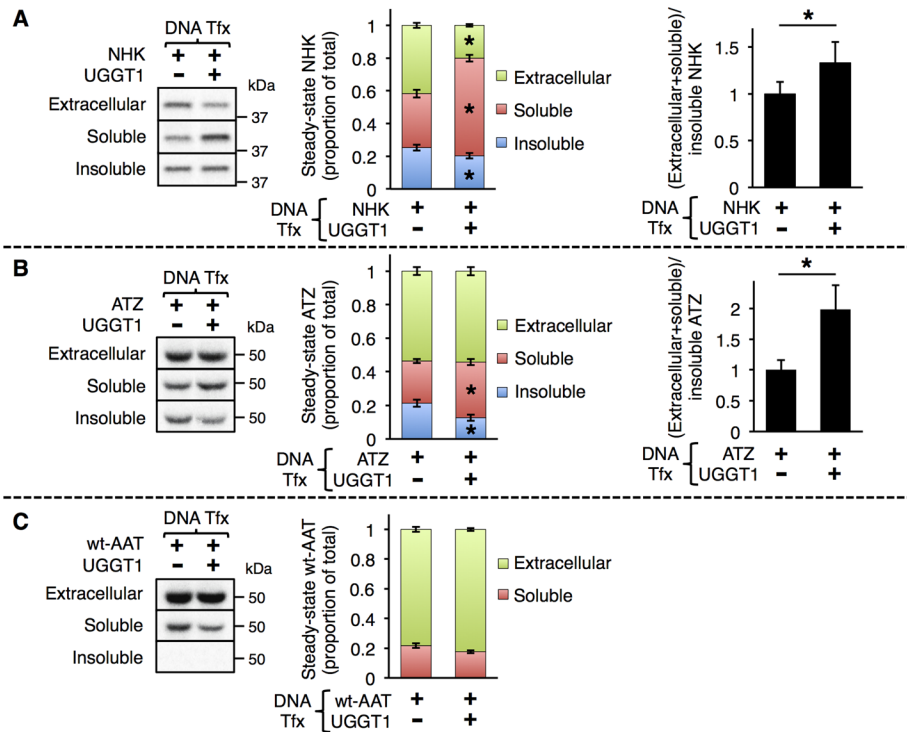 A
DNA Tfx
NHK + +
UGGT1 - +
kDa
Extracellular
37
Soluble
37
Insoluble
37
Steady-state NHK
(proportion of total)
1
0.8
0.6
0.4
0.2
0
*
*
*
Extracellular
Soluble
Insoluble
DNA NHK + +
Tfx UGGT1 - +
(Extracellular+soluble)/
insoluble NHK
*
1.5
1
0.5
0
DNA NHK + +
Tfx UGGT1 - +
B
DNA Tfx
ATZ + +
UGGT1 - +
kDa
Extracellular 50
Soluble 50
Insoluble 50
Steady-state ATZ
(proportion of total)
1
0.8
0.6
0.4
0.2
0
*
*
Extracellular
Soluble
Insoluble
DNA ATZ + +
Tfx UGGT1 - +
(Extracellular+soluble)/
insoluble ATZ
*
2
1.5
1
0.5
0
DNA ATZ + +
Tfx UGGT1 - +
C
DNA Tfx
wt-AAT + +
UGGT1 - +
kDa
Extracellular 50
Soluble 50
Insoluble 50
Steady-state wt-AAT
(proportion of total)
1
0.8
0.6
0.4
0.2
0
Extracellular
Soluble
DNA wt-AAT + +
Tfx UGGT1 - +